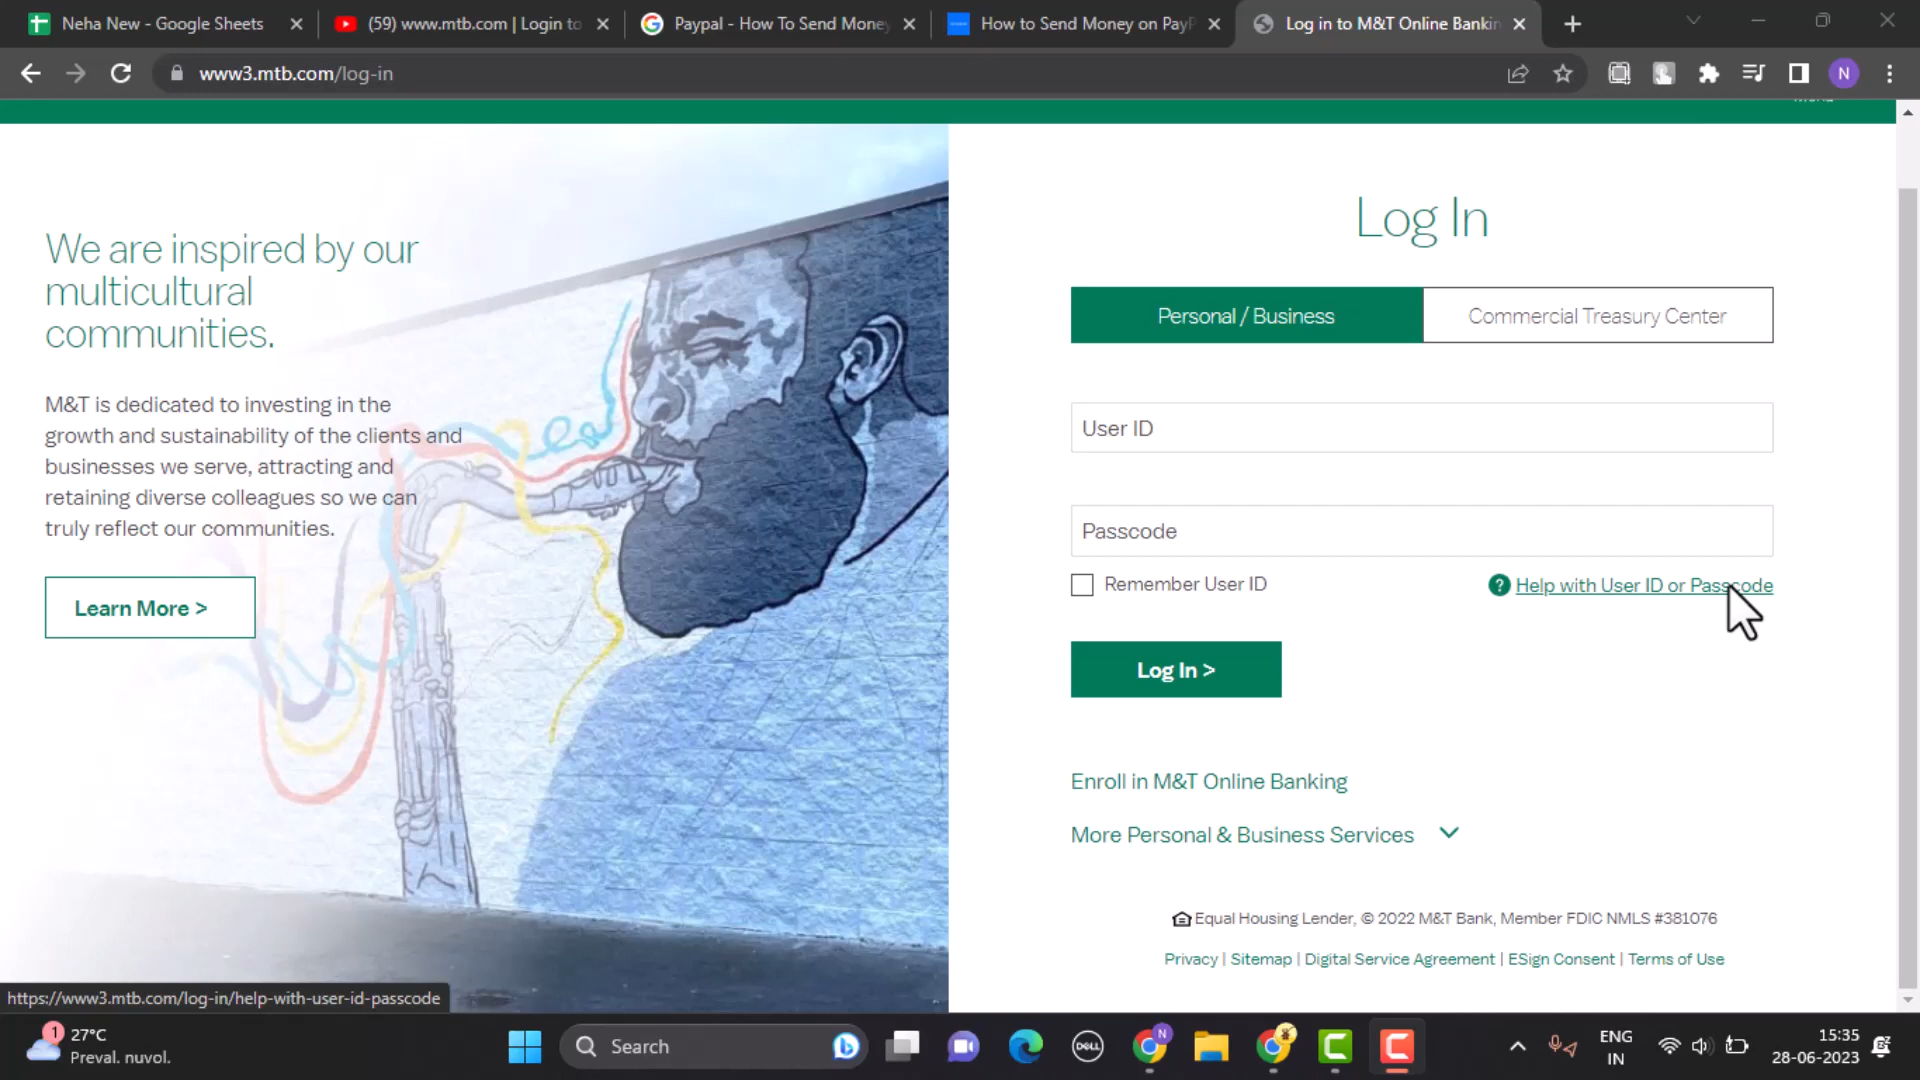 Neha New - Google Sheets
(59) www.mtb.com | Login to
Paypal - How To Send Money
How to Send Money on PayP
Log in to M&T Online Bankin
www3.mtb.com/log-in
N
We are inspired by our
multicultural
communities.
M&T is dedicated to investing in the
growth and sustainability of the clients and
businesses we serve, attracting and
retaining diverse colleagues so we can
truly reflect our communities.
Learn More >
Log In
Personal / Business
Commercial Treasury Center
User ID
Passcode
Remember User ID
? Help with User ID or Passcode
Log In >
Enroll in M&T Online Banking
More Personal & Business Services
Equal Housing Lender, © 2022 M&T Bank, Member FDIC NMLS #381076
Privacy | Sitemap | Digital Service Agreement | ESign Consent | Terms of Use
https://www3.mtb.com/log-in/help-with-user-id-passcode
1
27°C
Preval. nuvol.
Search
DELL
N
ENG
IN
15:35
28-06-2023